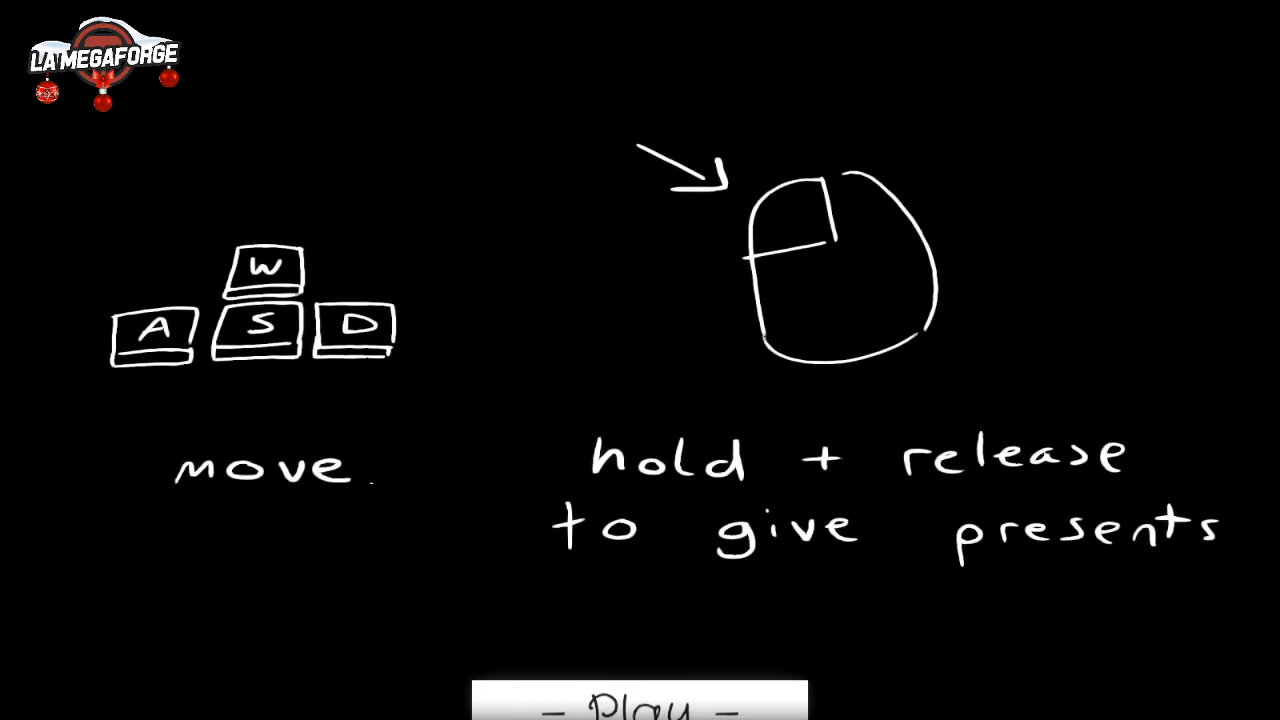 LA MEGAFORGE
W
A S D
move.
hold + release
to give presents
- Play -